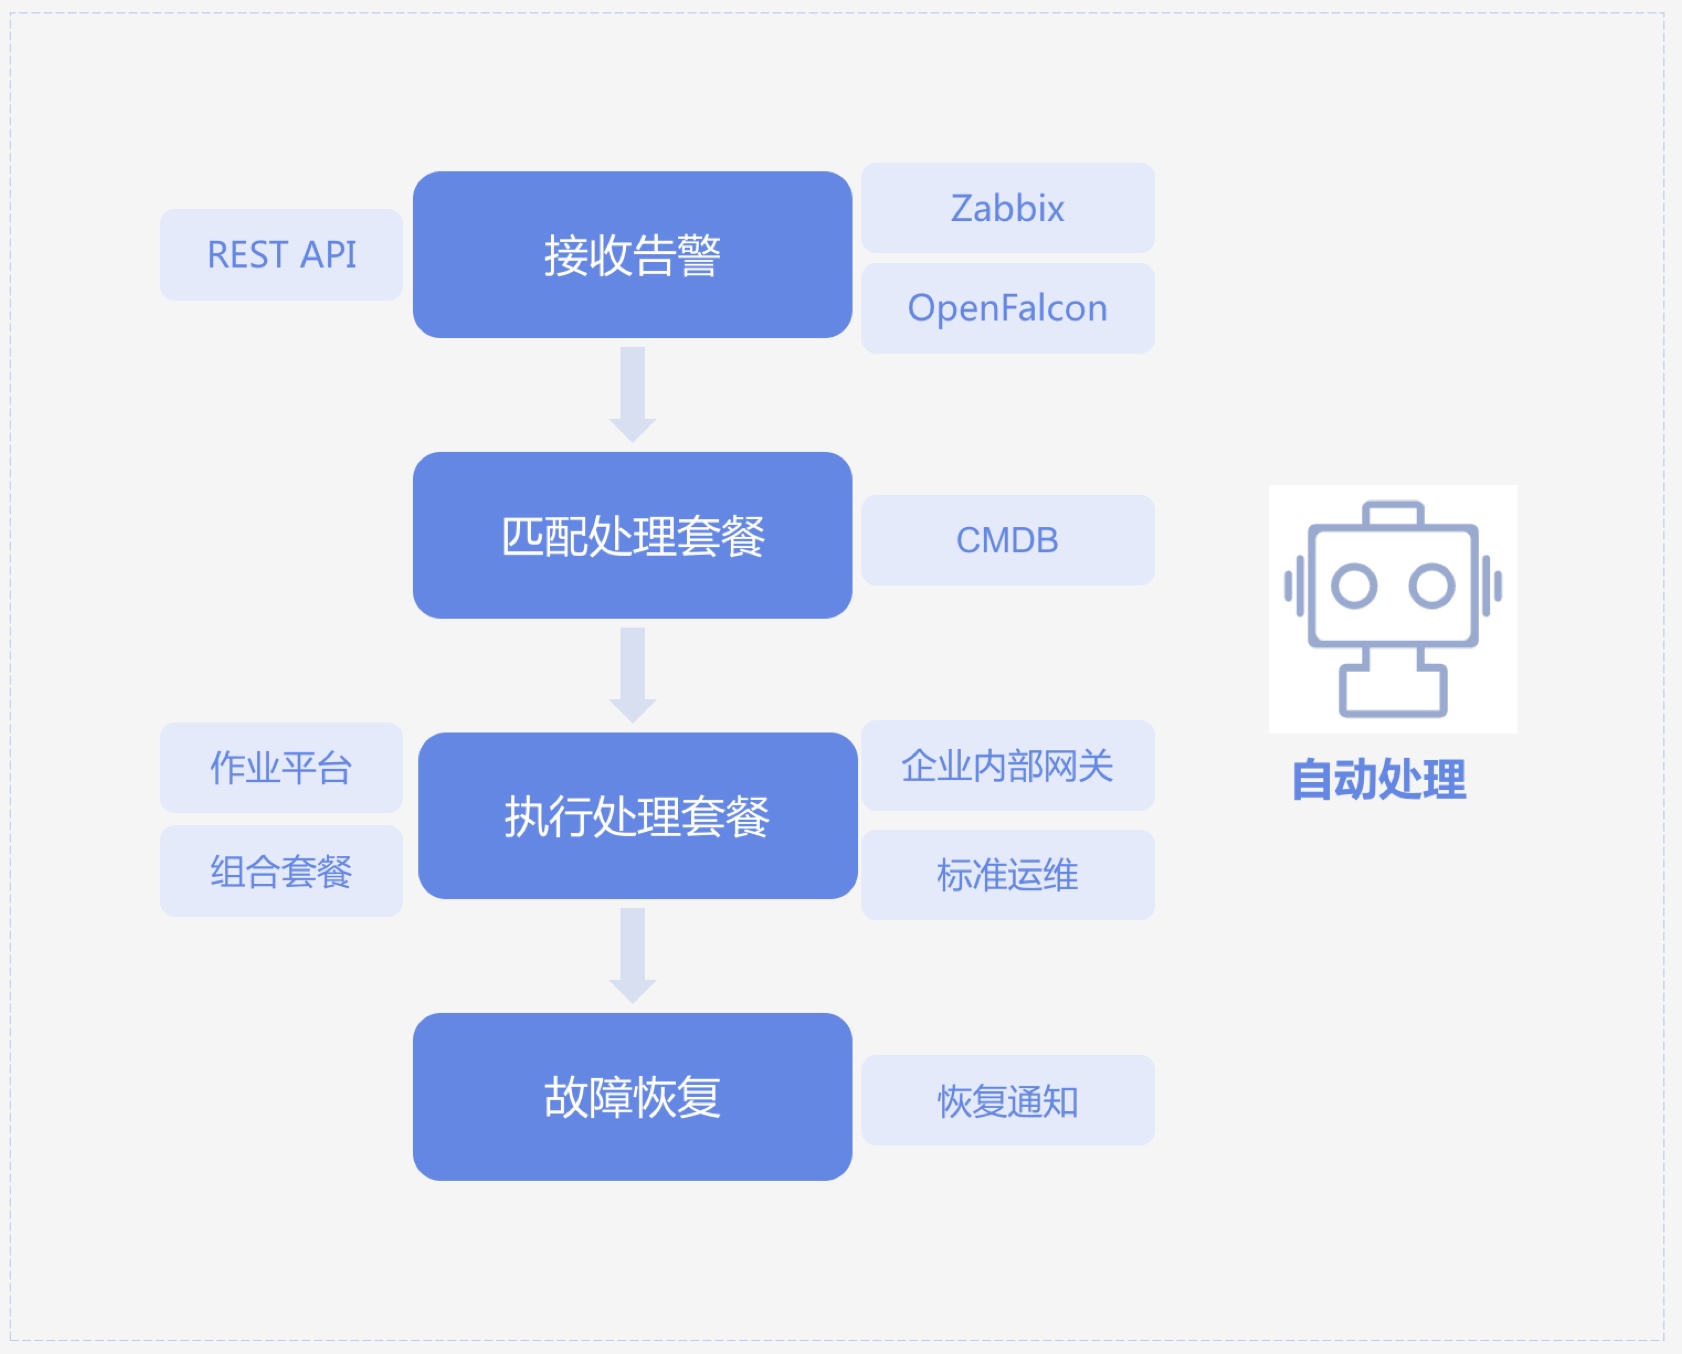 REST API
接收告警
Zabbix
OpenFalcon
匹配处理套餐
CMDB
作业平台
组合套餐
执行处理套餐
企业内部网关
标准运维
自动处理
故障恢复
恢复通知